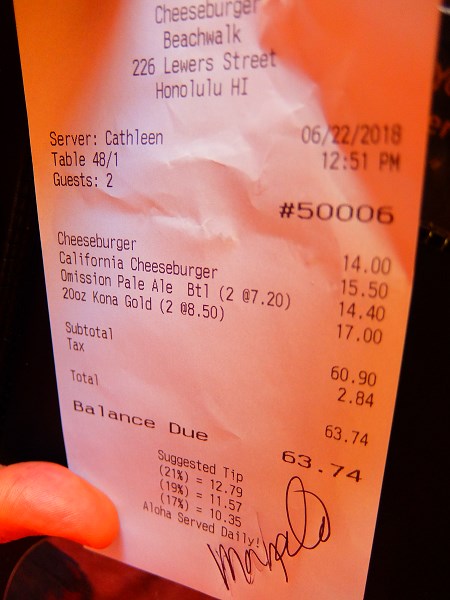 Cheeseburger
Beachwalk
226 Lewers Street
Honolulu HI
Server: Cathleen 06/22/2018
Table 48/1 12:51 PM
Guests: 2
#50006
Cheeseburger 14.00
California Cheeseburger 15.50
Omission Pale Ale Btl (2 @7.20) 14.40
20oz Kona Gold (2 @8.50) 17.00
Subtotal 60.90
Tax 2.84
Total 63.74
Balance Due 63.74
Suggested Tip
(21%) = 12.79
(19%) = 11.57
(17%) = 10.35
Aloha Served Daily!
Mahalo